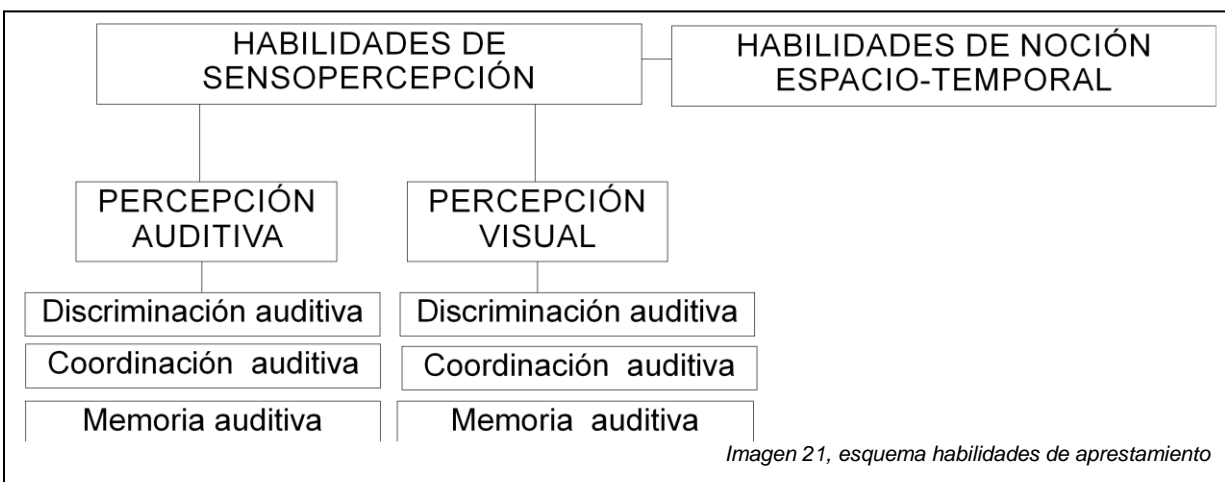 HABILIDADES DE
SENSOPERCEPCIÓN
HABILIDADES DE NOCIÓN
ESPACIO-TEMPORAL
PERCEPCIÓN
AUDITIVA
PERCEPCIÓN
VISUAL
Discriminación auditiva
Discriminación auditiva
Coordinación auditiva
Coordinación auditiva
Memoria auditiva
Memoria auditiva
Imagen 21, esquema habilidades de aprestamiento